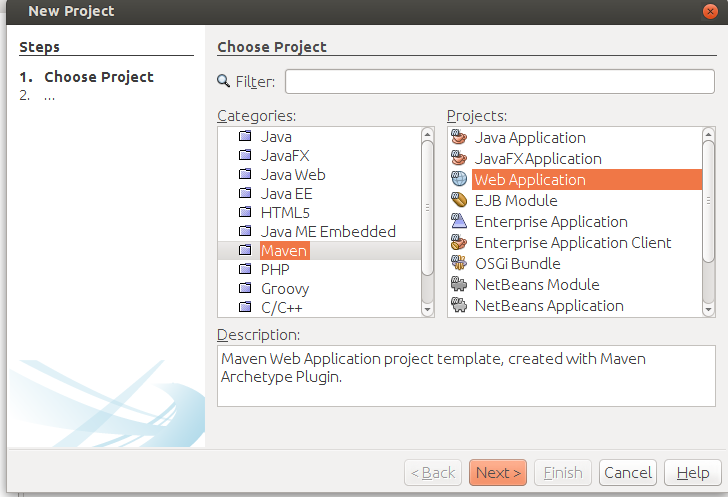 New Project
Steps
1. Choose Project
2. ...
Choose Project
Filter:
Categories:
Java
JavaFX
Java Web
Java EE
HTML5
Java ME Embedded
Maven
PHP
Groovy
C/C++
Projects:
Java Application
JavaFX Application
Web Application
EJB Module
Enterprise Application
Enterprise Application Client
OSGi Bundle
NetBeans Module
NetBeans Application
Description:
Maven Web Application project template, created with Maven
Archetype Plugin.
< Back Next > Finish Cancel Help